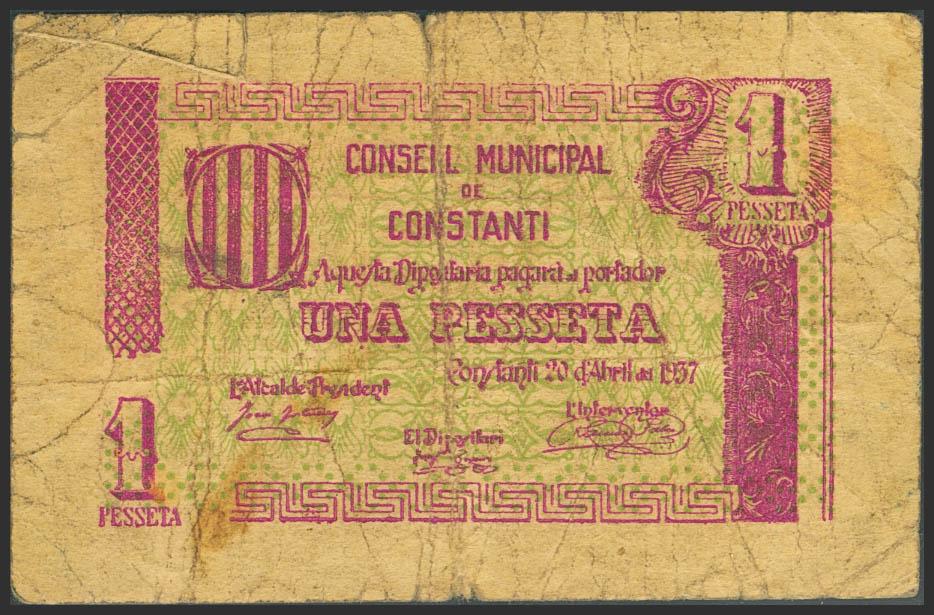 1
PESSETA
CONSELL MUNICIPAL
DE
CONSTANTI
Aquesta Dipositaria pagarà al portador
UNA PESSETA
Constantí 20 d'Abril del 1937
L'Alcalde-President
L'Interventor
El Dipositari
1
PESSETA